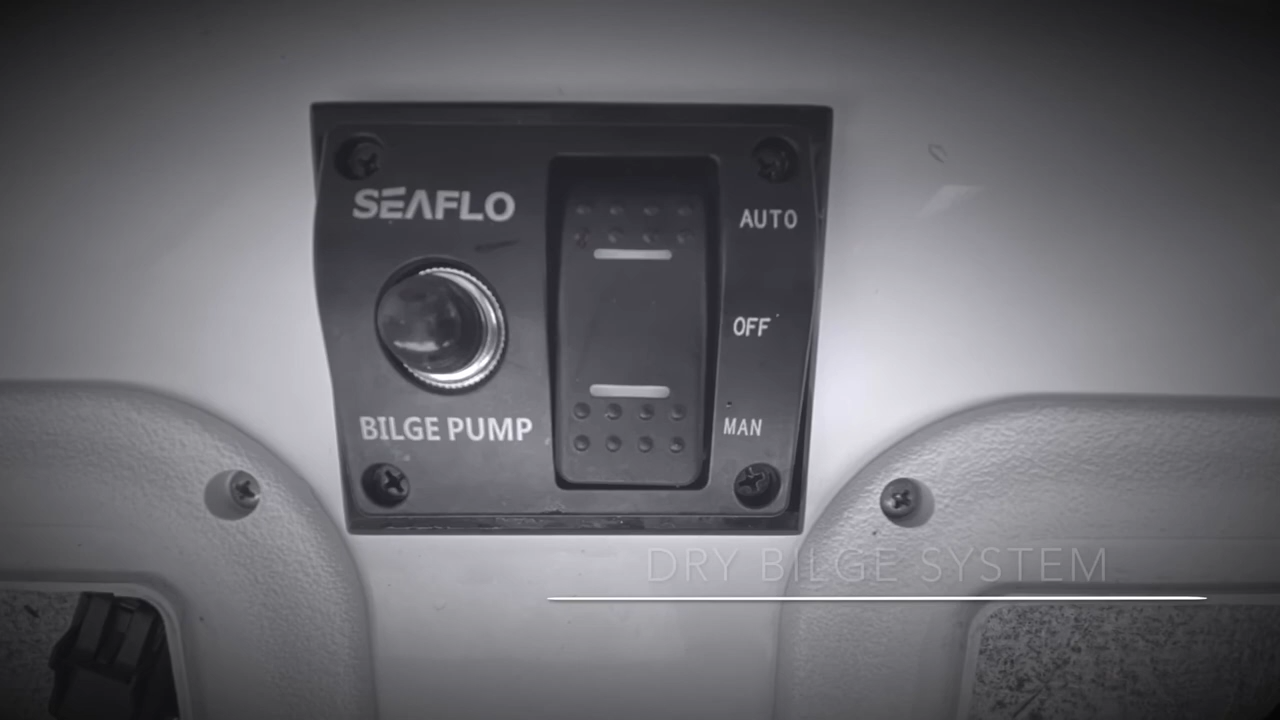 SEAFLO
AUTO
OFF
BILGE PUMP
MAN
DRY BILGE SYSTEM